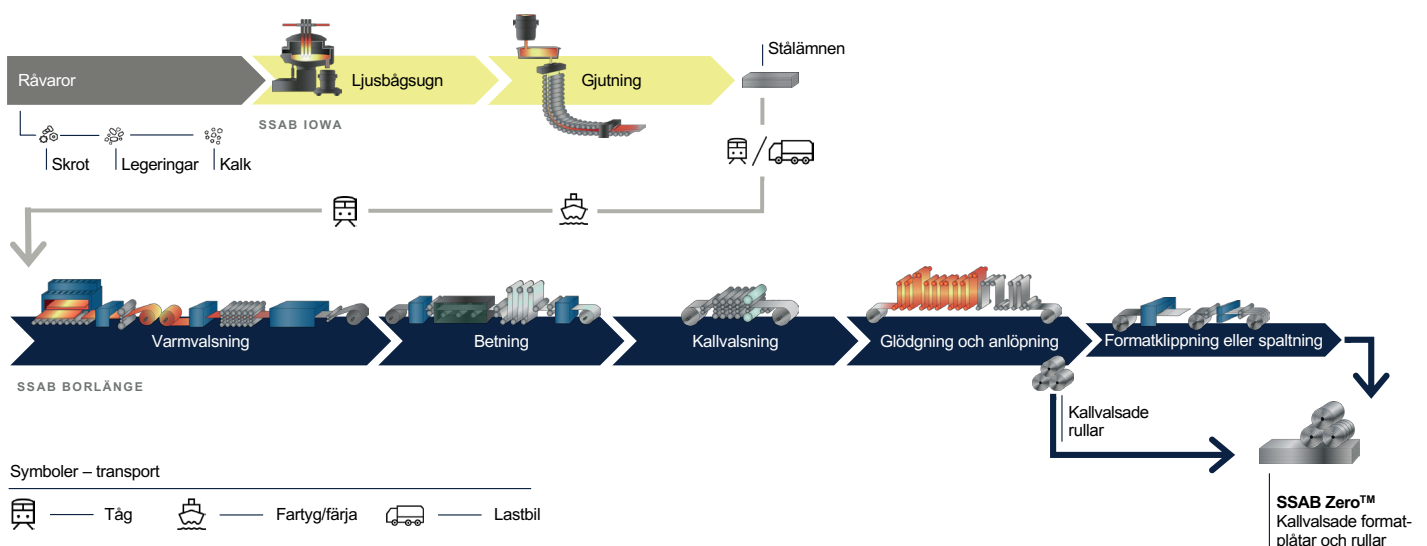 Råvaror
Ljusbågsugn
Gjutning
Stålämnen
SSAB IOWA
Skrot
Legeringar
Kalk
Varmvalsning
Betning
Kallvalsning
Glödgning och anlöpning
Formatklippning eller spaltning
SSAB BORLÄNGE
Kallvalsade
rullar
Symboler – transport
Tåg
Fartyg/färja
Lastbil
SSAB Zero™
Kallvalsade format-
plåtar och rullar